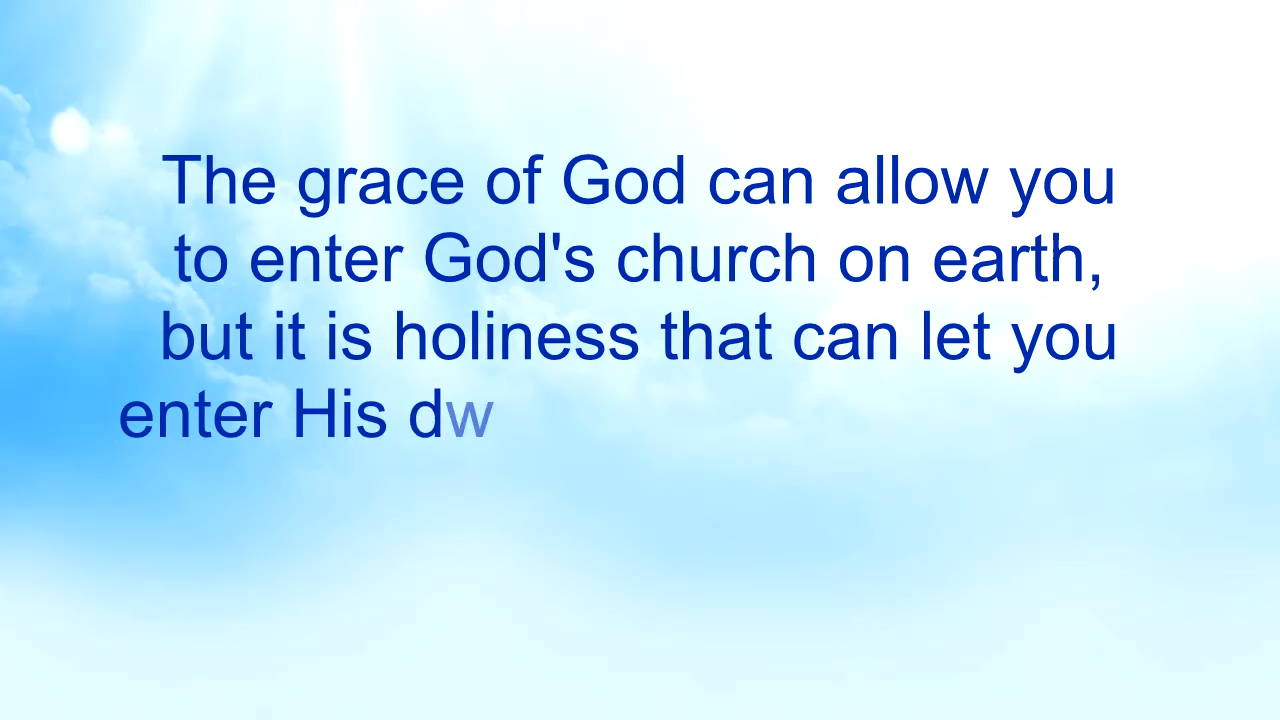 The grace of God can allow you
to enter God's church on earth,
but it is holiness that can let you
enter His dw